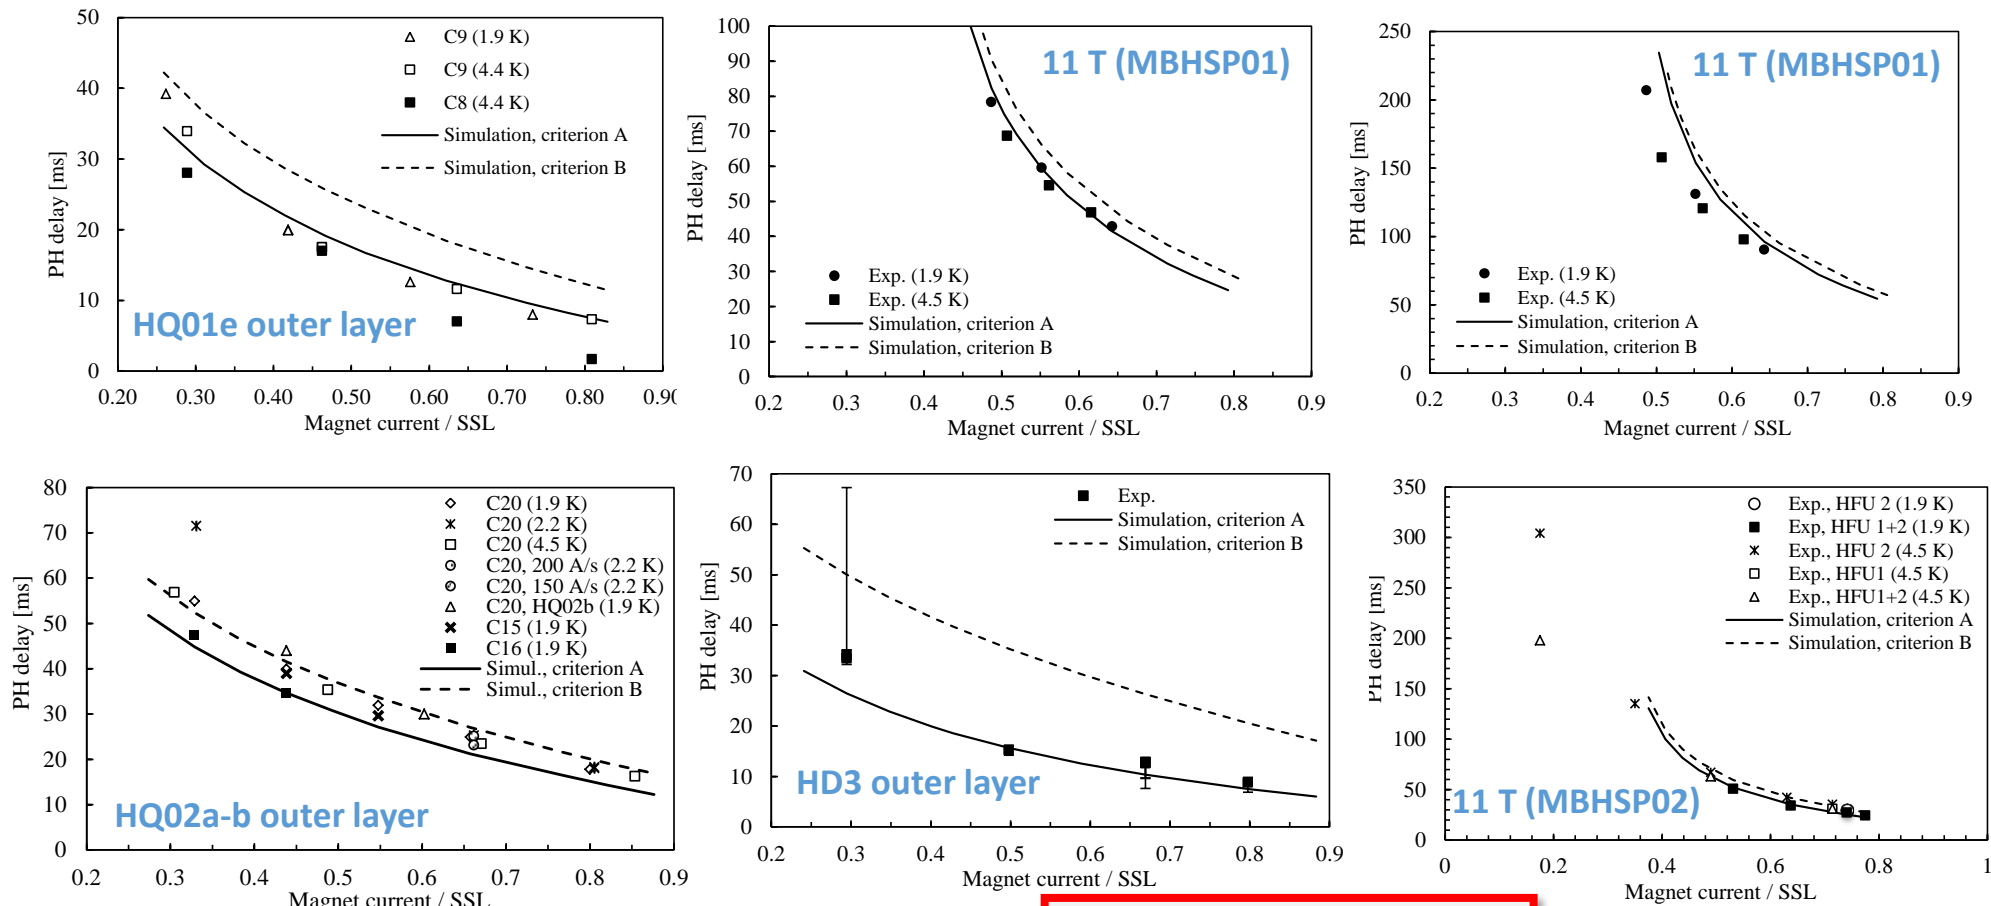 50
40
30
20
10
0
PH delay [ms]
C9 (1.9 K)
C9 (4.4 K)
C8 (4.4 K)
Simulation, criterion A
Simulation, criterion B
HQ01e outer layer
0.20
0.30
0.40
0.50
0.60
0.70
0.80
Magnet current / SSL
100
90
80
70
60
50
40
30
20
10
0
PH delay [ms]
11 T (MBHSP01)
Exp. (1.9 K)
Exp. (4.5 K)
Simulation, criterion A
Simulation, criterion B
0.2
0.3
0.4
0.5
0.6
0.7
0.8
0.9
Magnet current / SSL
250
200
150
100
50
0
PH delay [ms]
11 T (MBHSP01)
Exp. (1.9 K)
Exp. (4.5 K)
Simulation, criterion A
Simulation, criterion B
0.2
0.3
0.4
0.5
0.6
0.7
0.8
0.9
Magnet current / SSL
80
70
60
50
40
30
20
10
0
PH delay [ms]
C20 (1.9 K)
C20 (2.2 K)
C20 (4.5 K)
C20, 200 A/s (2.2 K)
C20, 150 A/s (2.2 K)
C20, HQ02b (1.9 K)
C15 (1.9 K)
C16 (1.9 K)
Simul., criterion A
Simul., criterion B
HQ02a-b outer layer
0.2
0.3
0.4
0.5
0.6
0.7
0.8
0.9
Magnet current / SSL
70
60
50
40
30
20
10
0
PH delay [ms]
Exp.
Simulation, criterion A
Simulation, criterion B
HD3 outer layer
0.2
0.3
0.4
0.5
0.6
0.7
0.8
0.9
Magnet current / SSL
350
300
250
200
150
100
50
0
PH delay [ms]
Exp., HFU 2 (1.9 K)
Exp, HFU 1+2 (1.9 K)
Exp., HFU 2 (4.5 K)
Exp., HFU1 (4.5 K)
Exp., HFU1+2 (4.5 K)
Simulation, criterion A
Simulation, criterion B
11 T (MBHSP02)
0
0.2
0.4
0.6
0.8
1
Magnet current / SSL